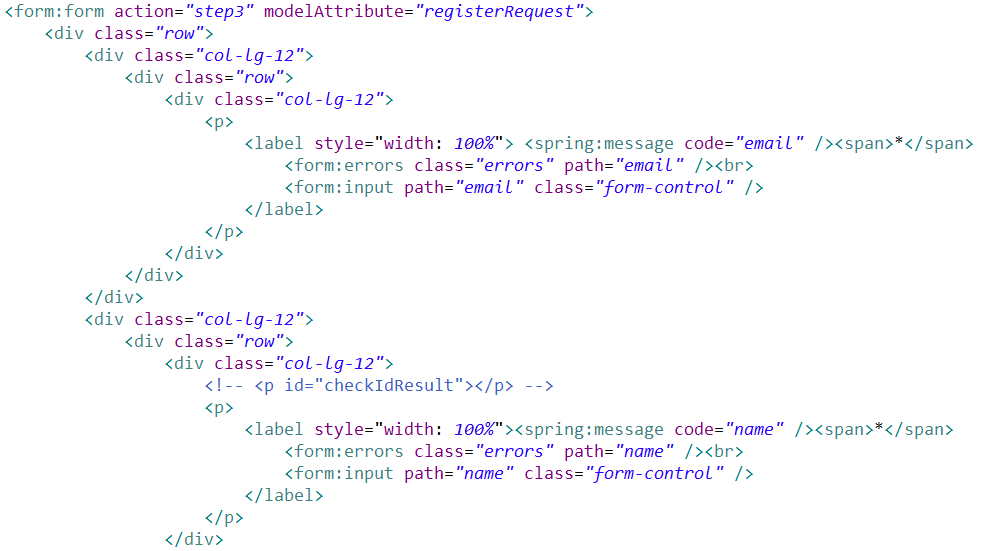 <form:form action="step3" modelAttribute="registerRequest">
<div class="row">
<div class="col-lg-12">
<div class="row">
<div class="col-lg-12">
<p>
<label style="width: 100%"> <spring:message code="email" /><span>*</span>
<form:errors class="errors" path="email" /><br>
<form:input path="email" class="form-control" />
</label>
</p>
</div>
</div>
</div>
<div class="col-lg-12">
<div class="row">
<div class="col-lg-12">
<!-- <p id="checkIdResult"></p> -->
<p>
<label style="width: 100%"><spring:message code="name" /><span>*</span>
<form:errors class="errors" path="name" /><br>
<form:input path="name" class="form-control" />
</label>
</p>
</div>